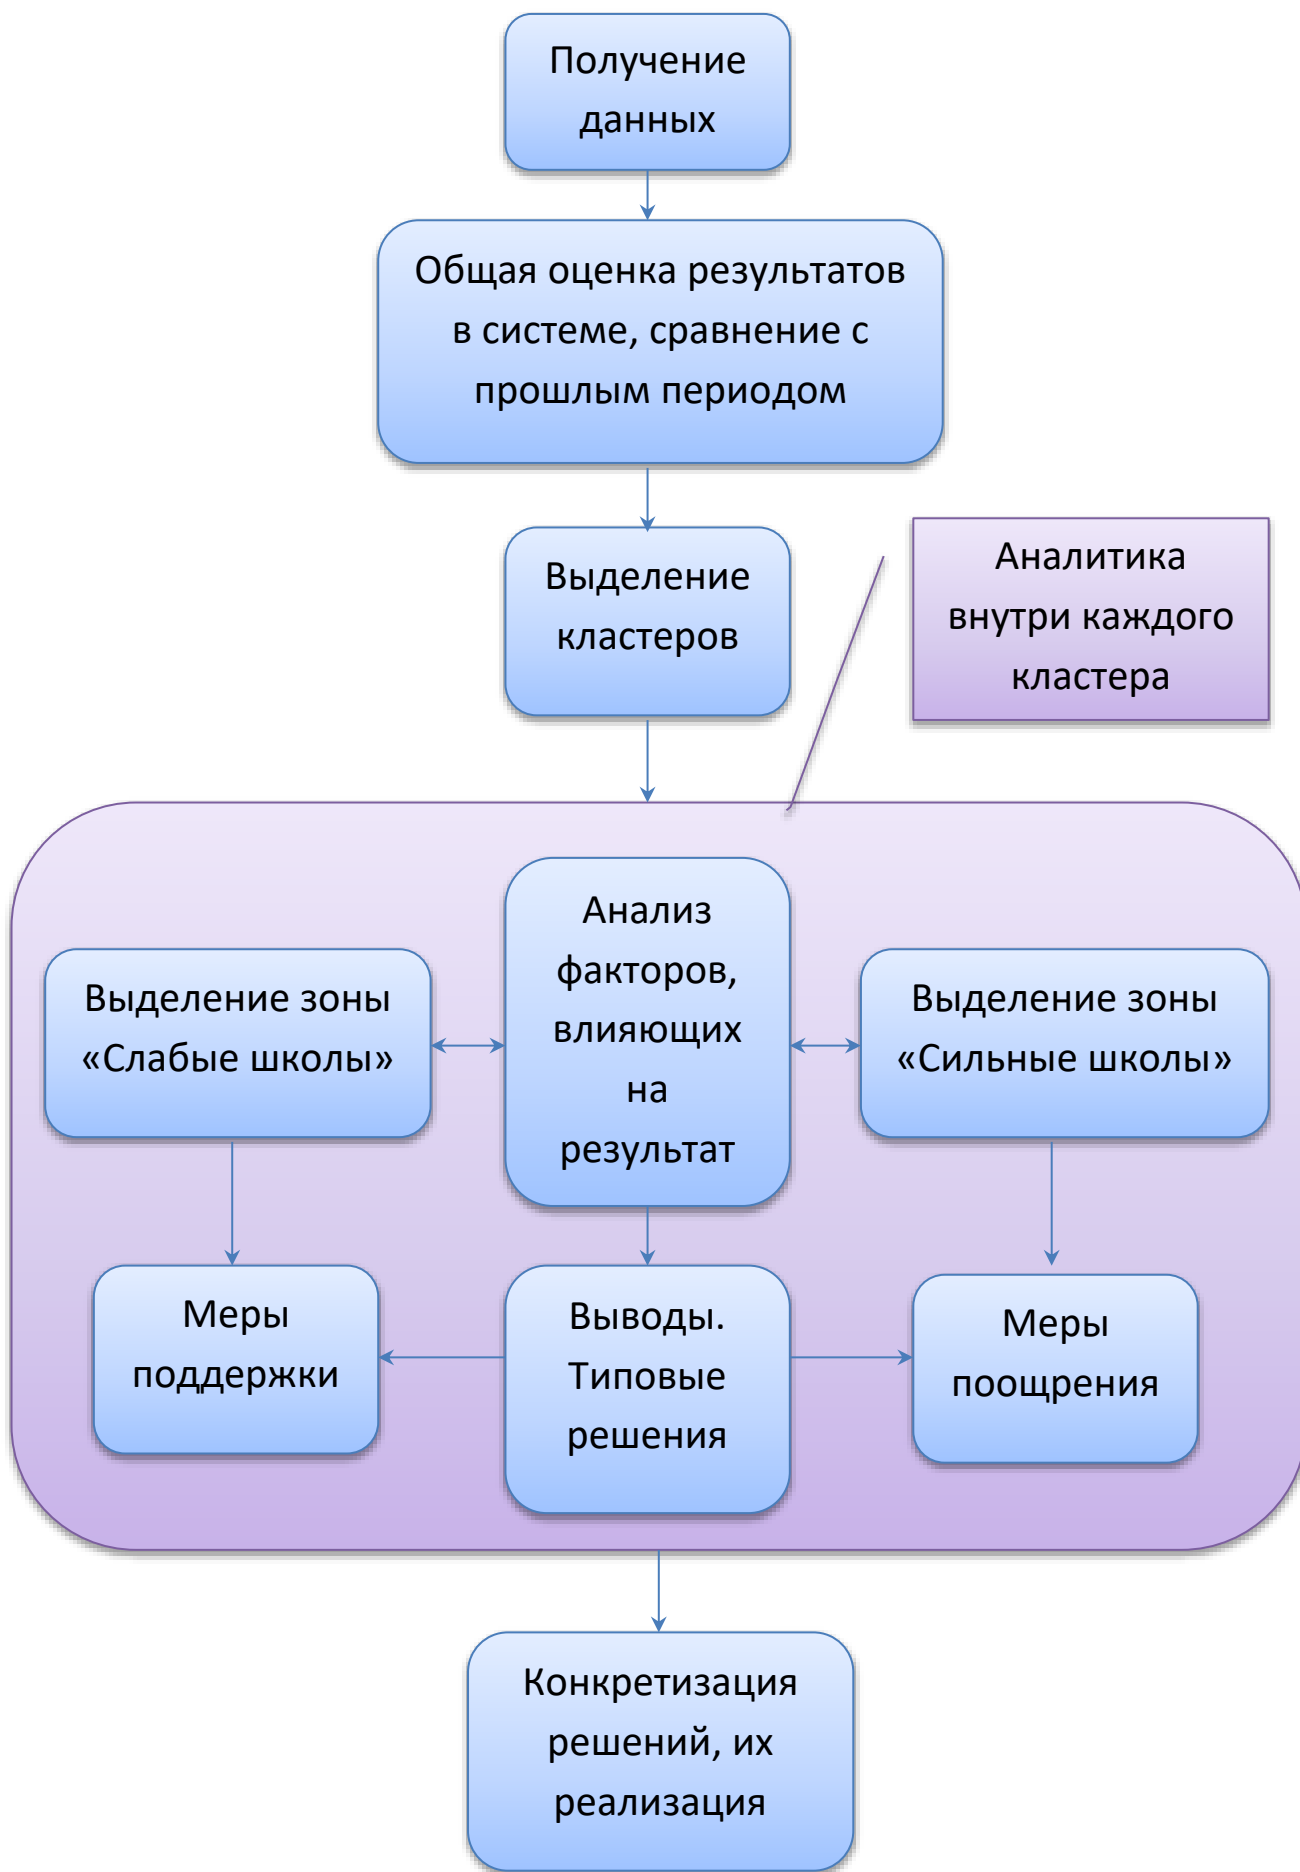 Получение
данных
Общая оценка результатов
в системе, сравнение с
прошлым периодом
Выделение
кластеров
Аналитика
внутри каждого
кластера
Анализ
факторов,
влияющих
на
результат
Выделение зоны
«Слабые школы»
Выделение зоны
«Сильные школы»
Меры
поддержки
Выводы.
Типовые
решения
Меры
поощрения
Конкретизация
решений, их
реализация